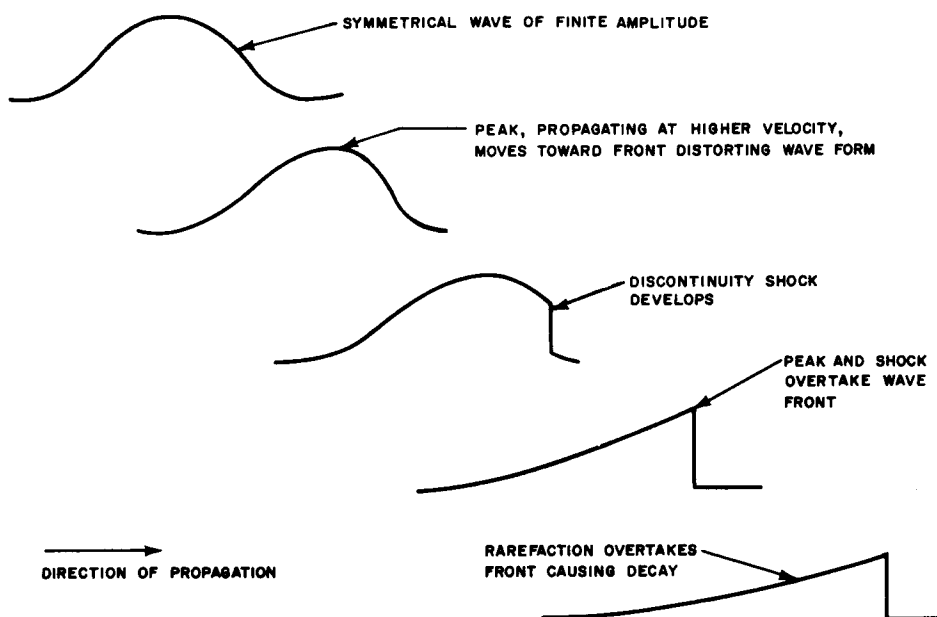 SYMMETRICAL WAVE OF FINITE AMPLITUDE
PEAK, PROPAGATING AT HIGHER VELOCITY,
MOVES TOWARD FRONT DISTORTING WAVE FORM
DISCONTINUITY SHOCK
DEVELOPS
PEAK AND SHOCK
OVERTAKE WAVE
FRONT
RAREFACTION OVERTAKES
FRONT CAUSING DECAY
DIRECTION OF PROPAGATION